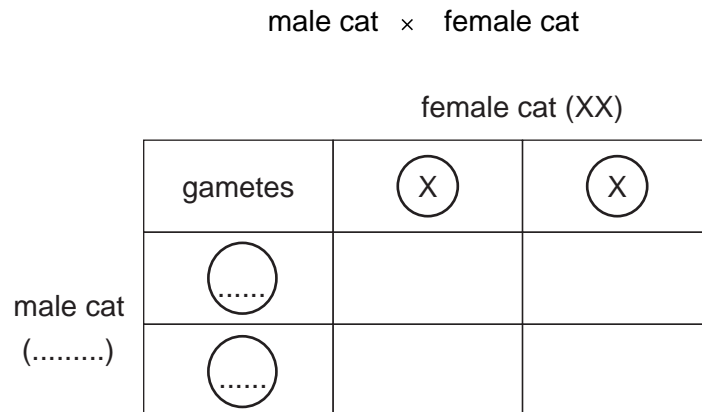 male cat × female cat
female cat (XX)
gametes X X
......
male cat
(.........)
......